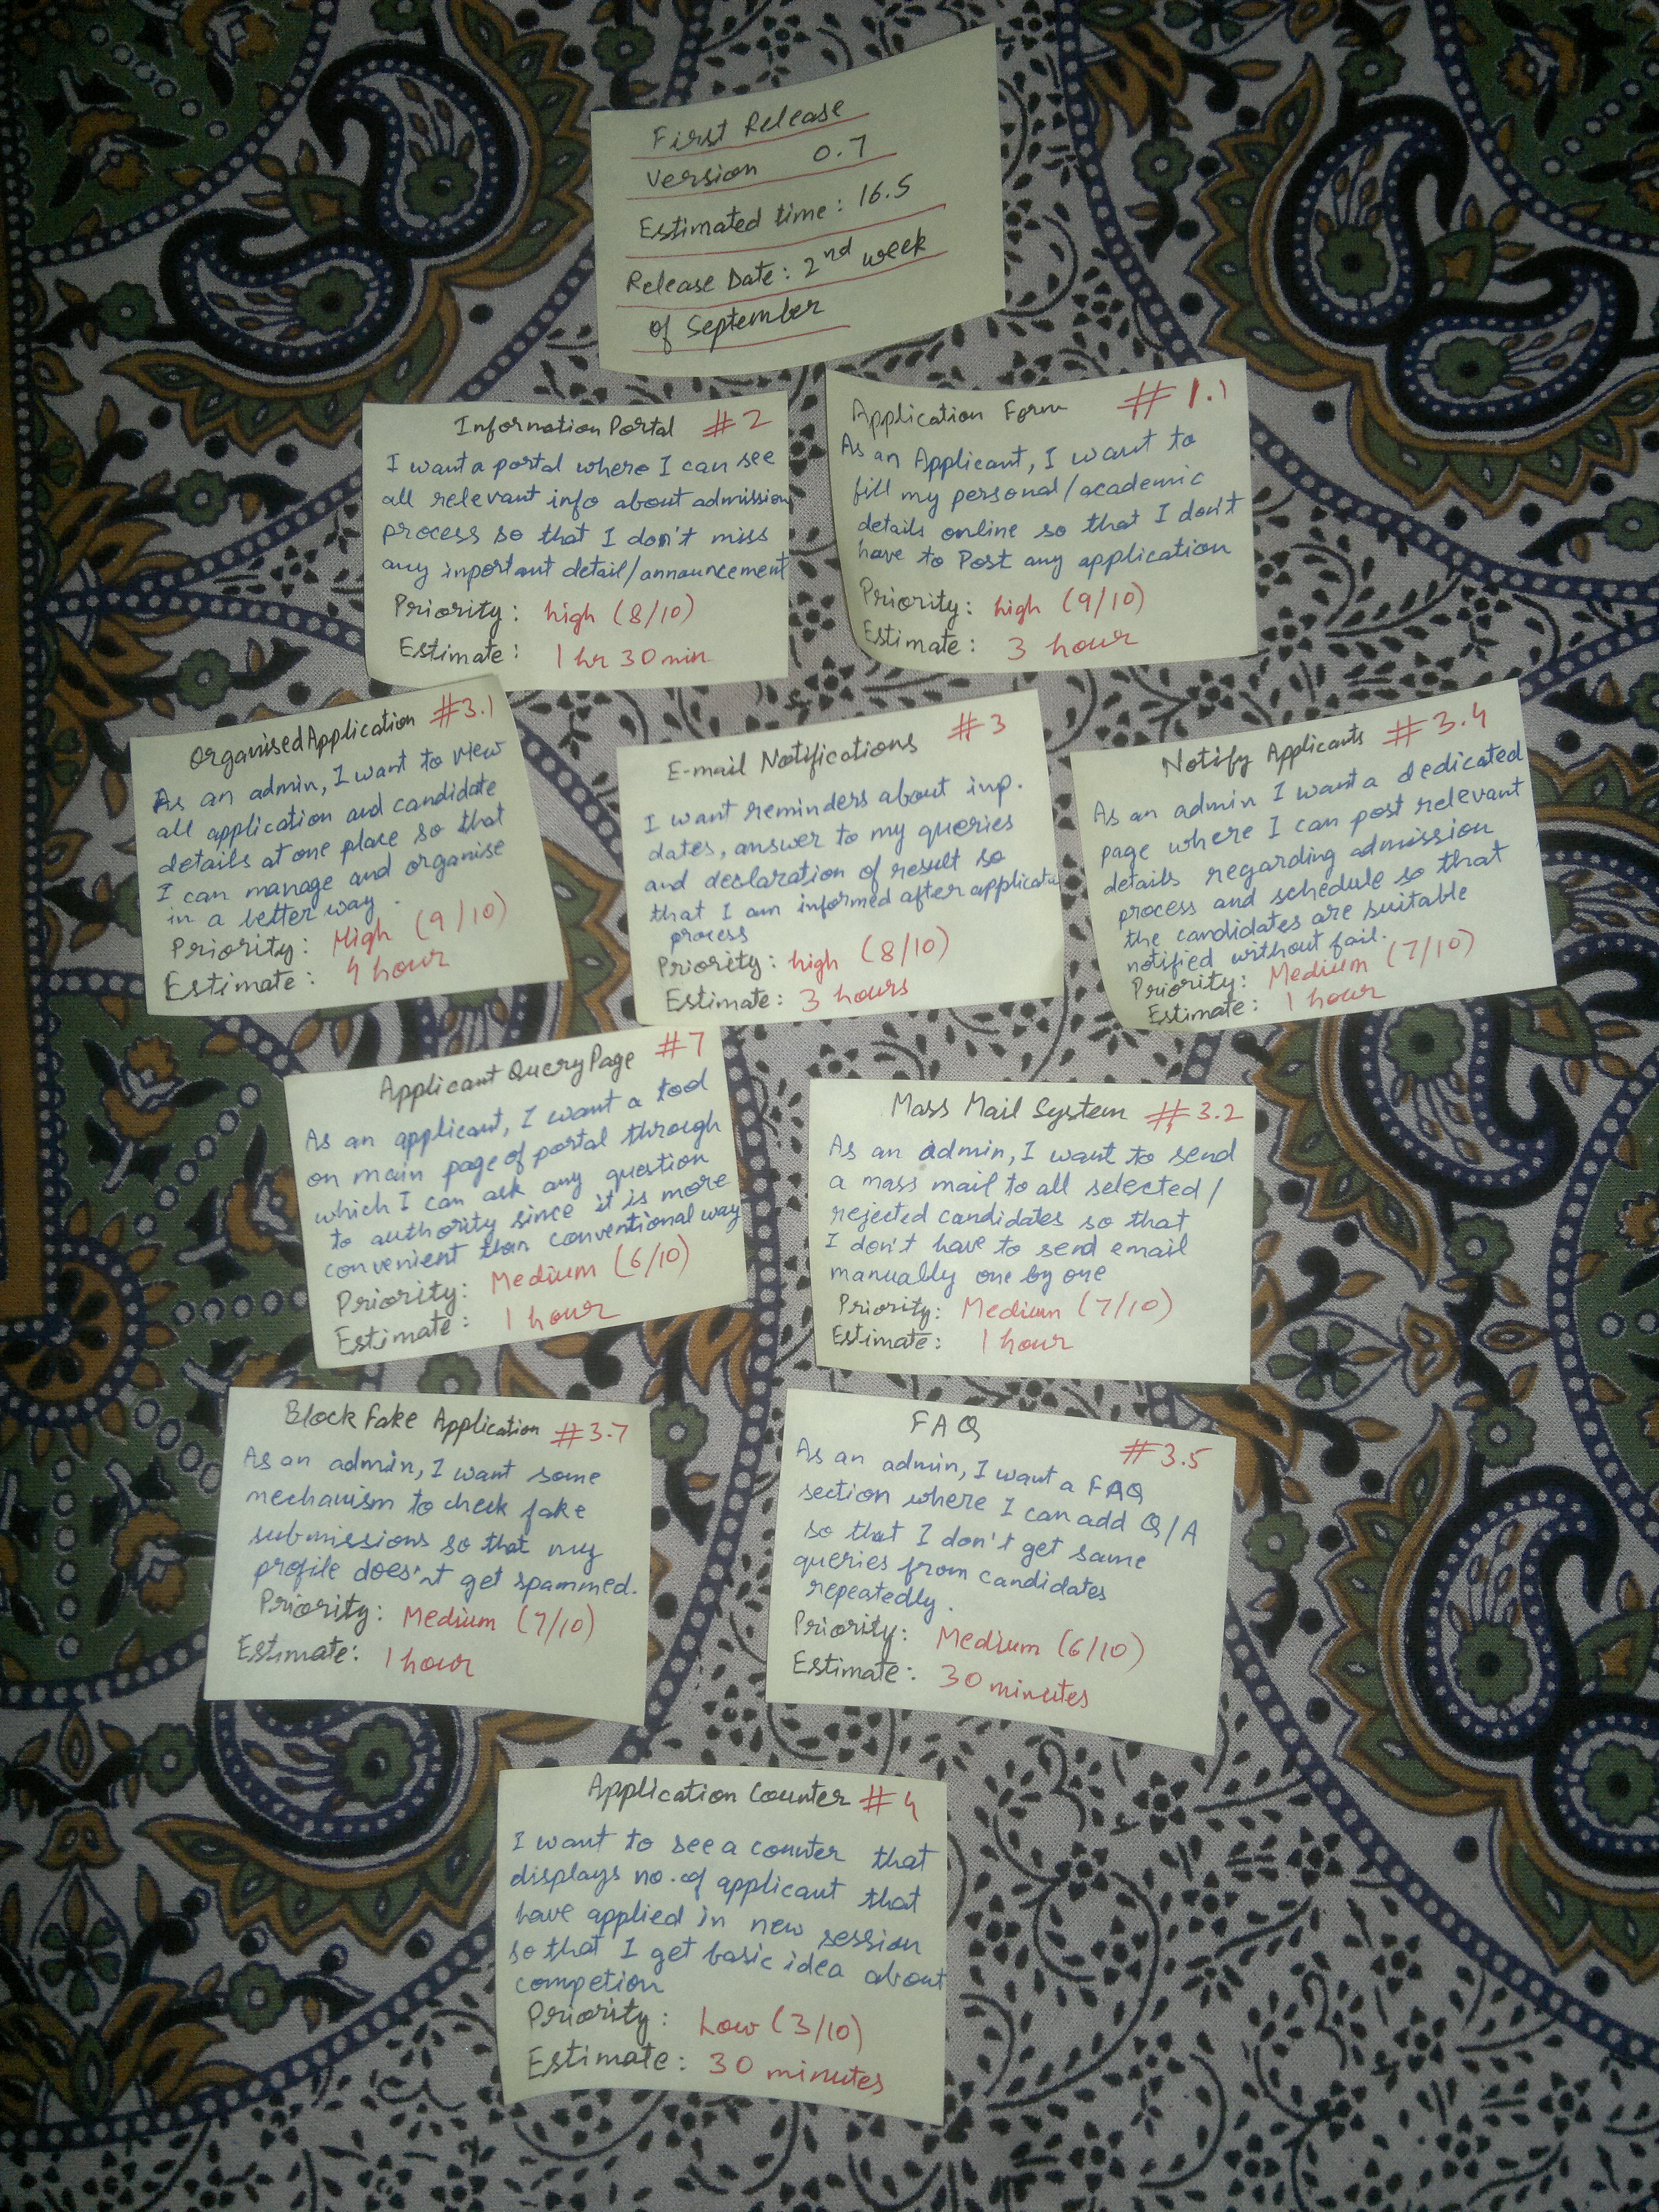 First Release
Version 0.7
Estimated time: 16.5
Release Date: 2nd week
of September
Information Portal #2
I want a portal where I can see
all relevant info about admission
process so that I don't miss
any inportant detail/announcement
Priority: high (8/10)
Estimate: 1 hr 30 min
Application Form #1.1
As an Applicant, I want to
fill my personal/academic
details online so that I don't
have to Post any application
Priority: high (9/10)
Estimate: 3 hour
Organised Application #3.1
As an admin, I want to view
all application and candidate
details at one place so that
I can manage and organise
in a better way.
Priority: High (9/10)
Estimate: 4 hour
E-mail Notifications #3
I want reminders about imp.
dates, answer to my queries
and declaration of result so
that I am informed after applicatn
process
Priority: high (8/10)
Estimate: 3 hours
Notify Applicants #3.4
As an admin I want a dedicated
page where I can post relevant
details regarding admission
process and schedule so that
the candidates are suitable
notified without fail.
Priority: Medium (7/10)
Estimate: 1 hour
Applicant Query Page #7
As an applicant, I want a tool
on main page of portal through
which I can ask any question
to authority since it is more
convenient than conventional way
Priority: Medium (6/10)
Estimate: 1 hour
Mass Mail System #3.2
As an admin, I want to send
a mass mail to all selected/
rejected candidates so that
I don't have to send email
manually one by one
Priority: Medium (7/10)
Estimate: 1 hour
Block Fake Application #3.7
As an admin, I want some
mechanism to check fake
submissions so that my
profile does'nt get spammed.
Priority: Medium (7/10)
Estimate: 1 hour
FAQ #3.5
As an admin, I want a FAQ
section where I can add Q/A
so that I don't get same
queries from candidates
repeatedly.
Priority: Medium (6/10)
Estimate: 30 minutes
Application Counter #4
I want to see a counter that
displays no. of applicant that
have applied in new session
so that I get basic idea about
competion
Priority: Low (3/10)
Estimate: 30 minutes